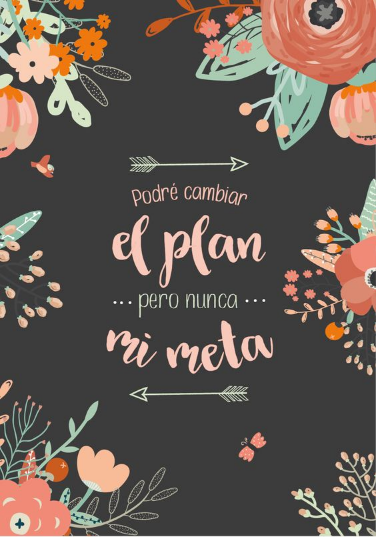 Podré cambiar
el plan
... pero nunca ...
mi meta